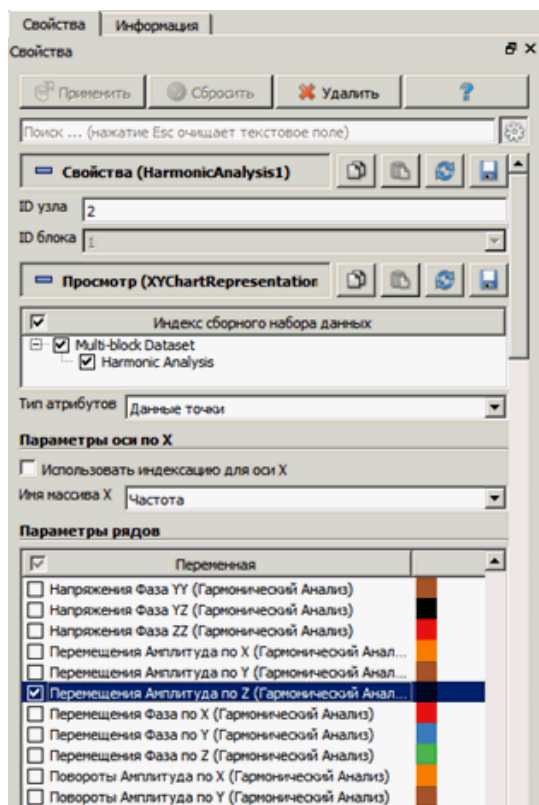 Свойства Информация
Свойства
Применить Сбросить Удалить ?
Поиск ... (нажатие Esc очищает текстовое поле)
Свойства (HarmonicAnalysis1)
ID узла 2
ID блока 1
Просмотр (XYChartRepresentation
Индекс сборного набора данных
Multi-block Dataset
Harmonic Analysis
Тип атрибутов Данные точки
Параметры оси по X
Использовать индексацию для оси X
Имя массива X Частота
Параметры рядов
Переменная
Напряжения Фаза YY (Гармонический Анализ)
Напряжения Фаза YZ (Гармонический Анализ)
Напряжения Фаза ZZ (Гармонический Анализ)
Перемещения Амплитуда по X (Гармонический Анал...
Перемещения Амплитуда по Y (Гармонический Анал...
Перемещения Амплитуда по Z (Гармонический Анал...
Перемещения Фаза по X (Гармонический Анализ)
Перемещения Фаза по Y (Гармонический Анализ)
Перемещения Фаза по Z (Гармонический Анализ)
Повороты Амплитуда по X (Гармонический Анализ)
Повороты Амплитуда по Y (Гармонический Анализ)